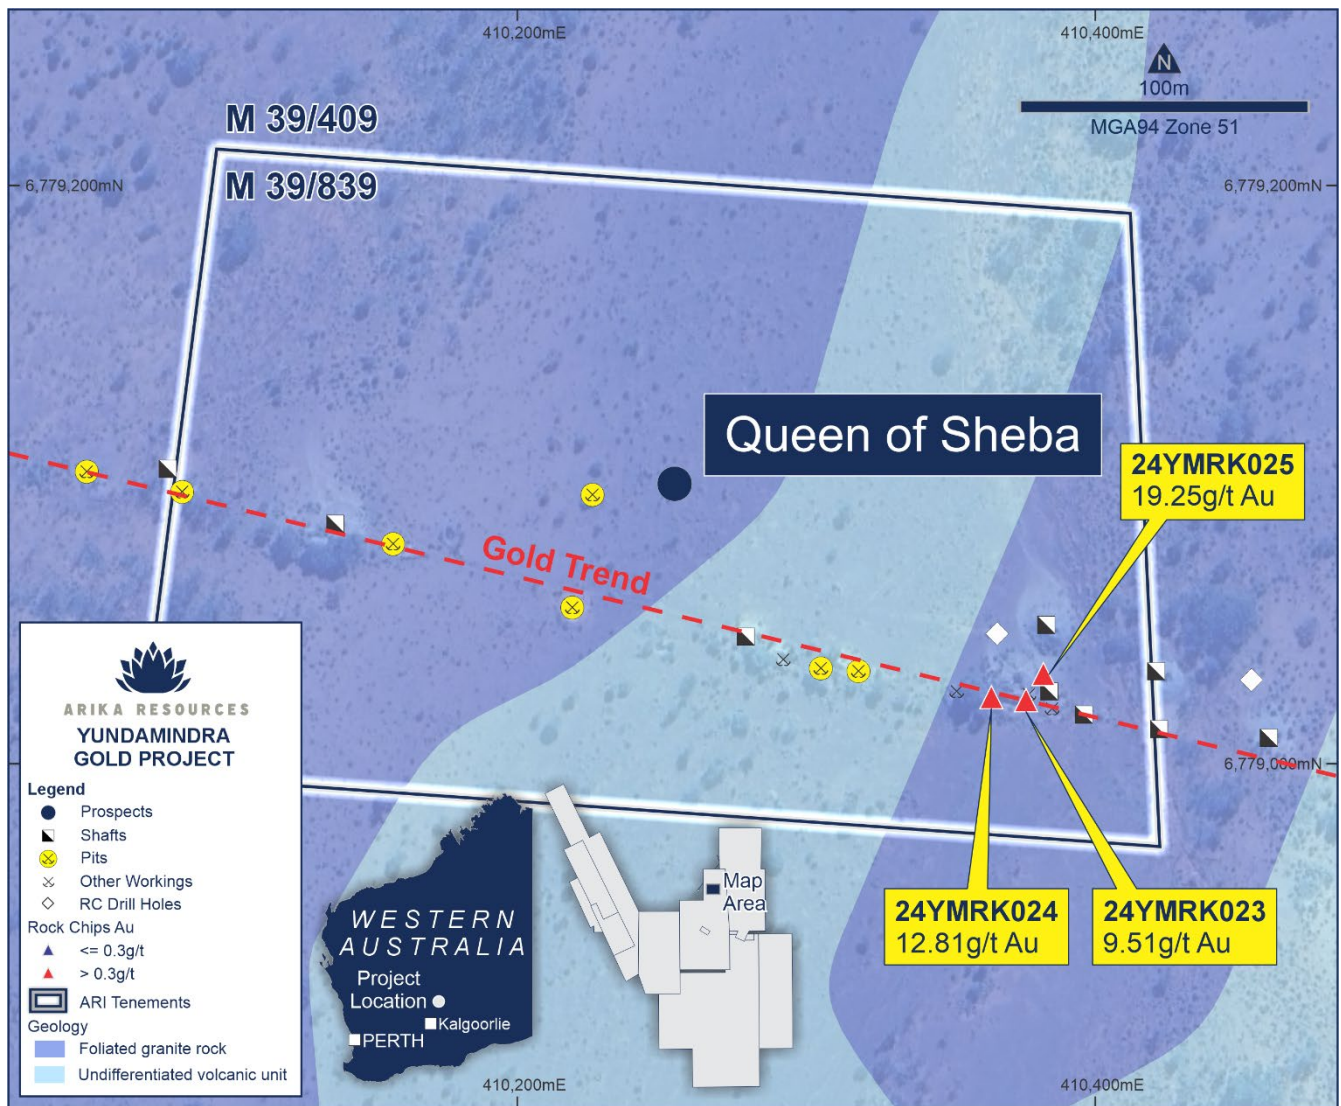 410,200mE
410,400mE
N
100m
MGA94 Zone 51
M 39/409
M 39/839
6,779,200mN
6,779,200mN
Queen of Sheba
24YMRK025
19.25g/t Au
Gold Trend
6,779,000mN
24YMRK024
12.81g/t Au
24YMRK023
9.51g/t Au
ARIKA RESOURCES
YUNDAMINDRA
GOLD PROJECT
Legend
Prospects
Shafts
Pits
Other Workings
RC Drill Holes
Rock Chips Au
<= 0.3g/t
> 0.3g/t
ARI Tenements
Geology
Foliated granite rock
Undifferentiated volcanic unit
WESTERN
AUSTRALIA
Project
Location
Kalgoorlie
PERTH
Map
Area
410,200mE
410,400mE